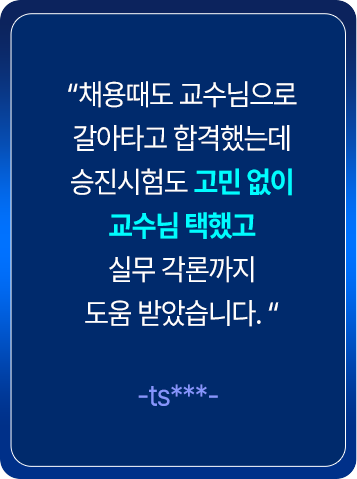 “채용때도 교수님으로
갈아타고 합격했는데
승진시험도 고민 없이
교수님 택했고
실무 각론까지
도움 받았습니다. “
-ts***-